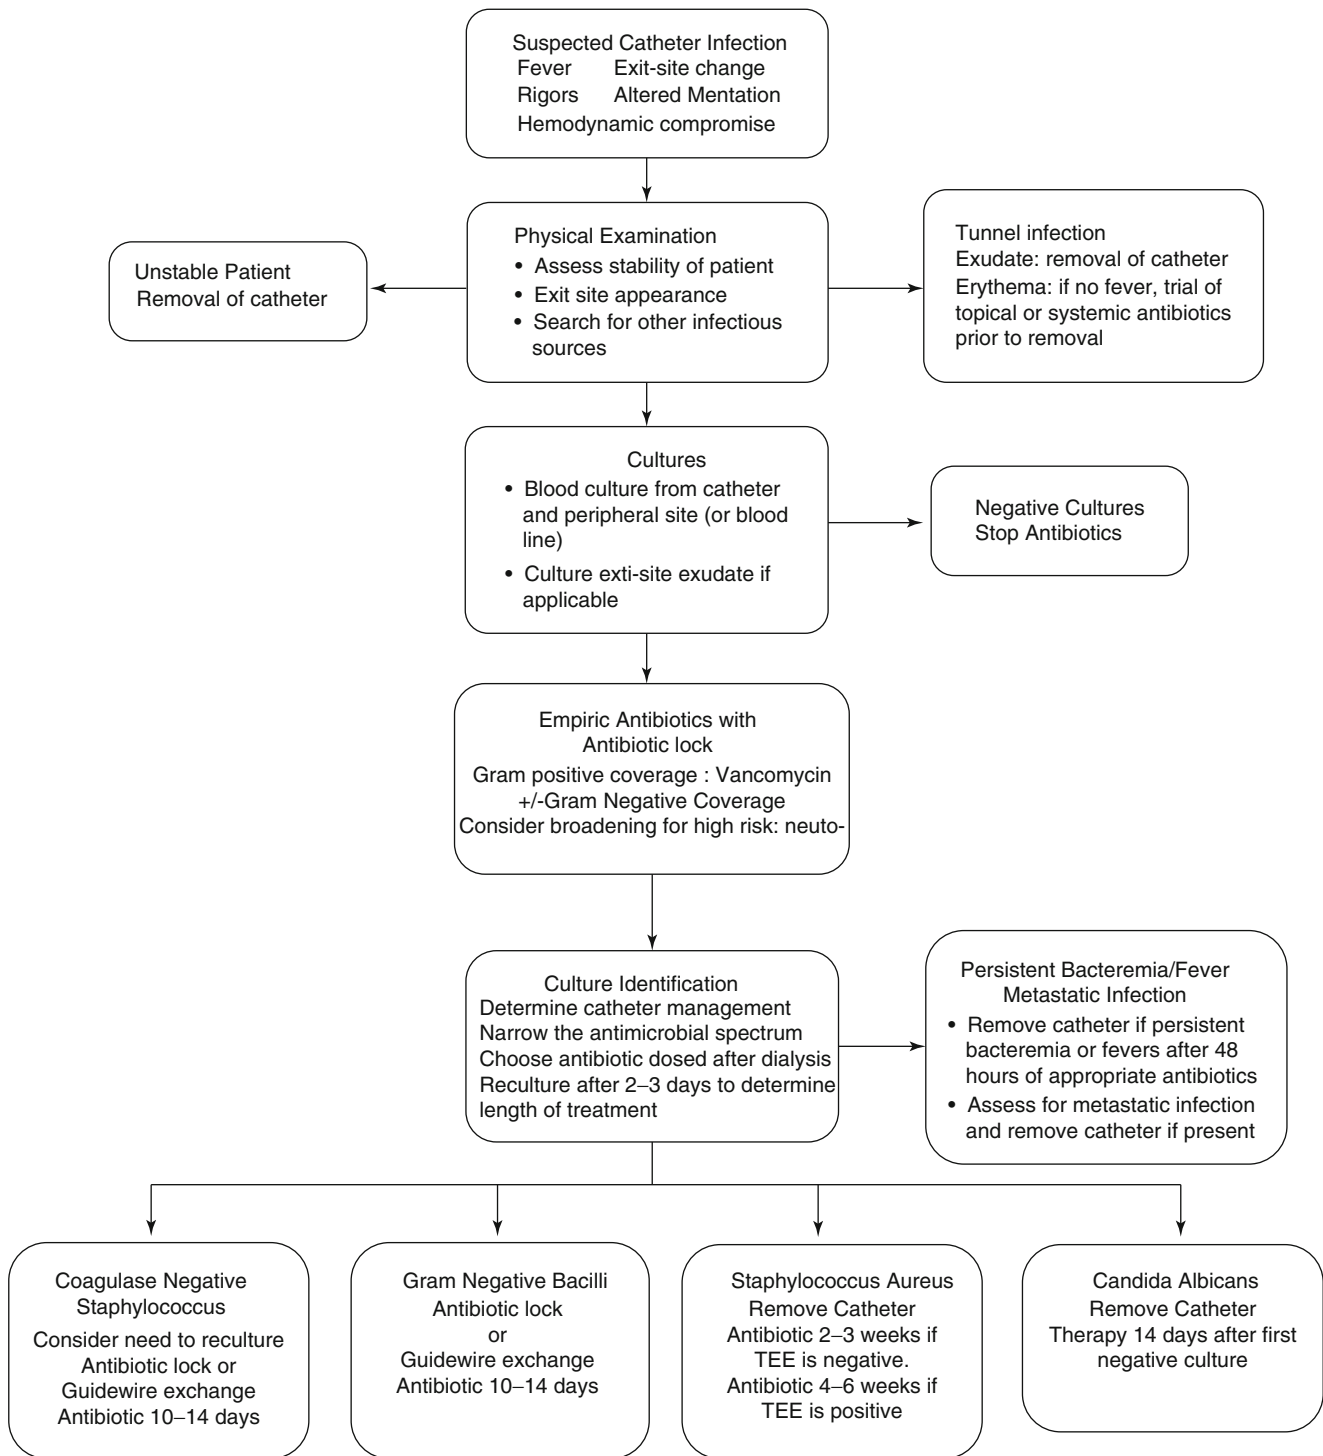 Suspected Catheter Infection
Fever Exit-site change
Rigors Altered Mentation
Hemodynamic compromise
Physical Examination
• Assess stability of patient
• Exit site appearance
• Search for other infectious
sources
Unstable Patient
Removal of catheter
Tunnel infection
Exudate: removal of catheter
Erythema: if no fever, trial of
topical or systemic antibiotics
prior to removal
Cultures
• Blood culture from catheter
and peripheral site (or blood
line)
• Culture exti-site exudate if
applicable
Negative Cultures
Stop Antibiotics
Empiric Antibiotics with
Antibiotic lock
Gram positive coverage : Vancomycin
+/-Gram Negative Coverage
Consider broadening for high risk: neuto-
Culture Identification
Determine catheter management
Narrow the antimicrobial spectrum
Choose antibiotic dosed after dialysis
Reculture after 2–3 days to determine
length of treatment
Persistent Bacteremia/Fever
Metastatic Infection
• Remove catheter if persistent
bacteremia or fevers after 48
hours of appropriate antibiotics
• Assess for metastatic infection
and remove catheter if present
Coagulase Negative
Staphylococcus
Consider need to reculture
Antibiotic lock or
Guidewire exchange
Antibiotic 10–14 days
Gram Negative Bacilli
Antibiotic lock
or
Guidewire exchange
Antibiotic 10–14 days
Staphylococcus Aureus
Remove Catheter
Antibiotic 2–3 weeks if
TEE is negative.
Antibiotic 4–6 weeks if
TEE is positive
Candida Albicans
Remove Catheter
Therapy 14 days after first
negative culture